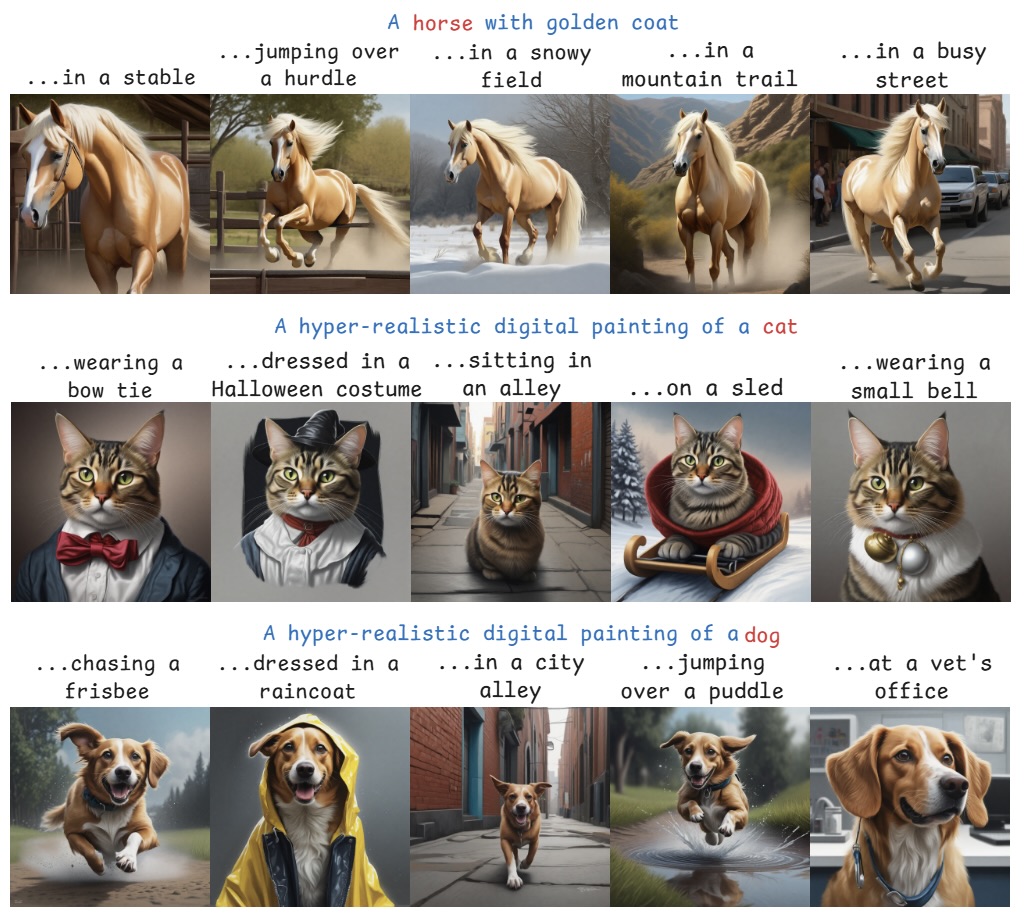 A horse with golden coat
...in a stable
...jumping over
a hurdle
...in a snowy
field
...in a
mountain trail
...in a busy
street
A hyper-realistic digital painting of a cat
...wearing a
bow tie
...dressed in a
Halloween costume
...sitting in
an alley
...on a sled
...wearing a
small bell
A hyper-realistic digital painting of a dog
...chasing a
frisbee
...dressed in a
raincoat
...in a city
alley
...jumping
over a puddle
...at a vet's
office